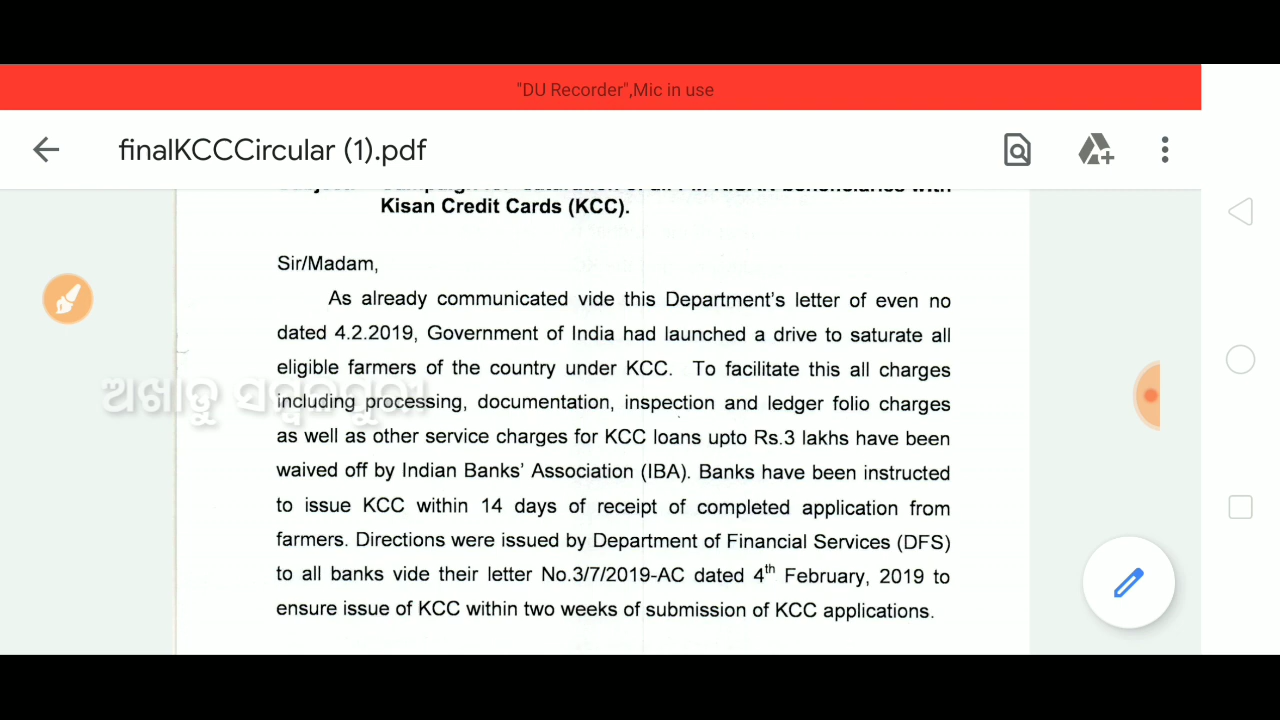 "DU Recorder",Mic in use
finalKCCCircular (1).pdf
Kisan Credit Cards (KCC).
Sir/Madam,
As already communicated vide this Department's letter of even no
dated 4.2.2019, Government of India had launched a drive to saturate all
eligible farmers of the country under KCC. To facilitate this all charges
including processing, documentation, inspection and ledger folio charges
as well as other service charges for KCC loans upto Rs.3 lakhs have been
waived off by Indian Banks' Association (IBA). Banks have been instructed
to issue KCC within 14 days of receipt of completed application from
farmers. Directions were issued by Department of Financial Services (DFS)
to all banks vide their letter No.3/7/2019-AC dated 4th February, 2019 to
ensure issue of KCC within two weeks of submission of KCC applications.